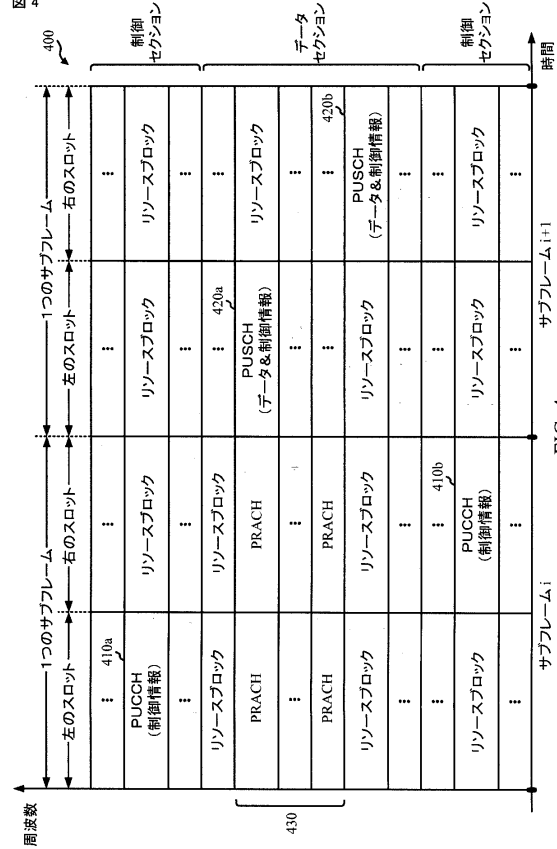 図 4
400
周波数
1つのサブフレーム
1つのサブフレーム
左のスロット
右のスロット
左のスロット
右のスロット
⋮ 410a
⋮
⋮
⋮
制御
セクション
PUCCH
(制御情報)
リソースブロック
リソースブロック
リソースブロック
⋮
⋮
⋮
⋮
リソースブロック
リソースブロック
⋮ 420a
⋮
データ
セクション
430
PRACH
PRACH
PUSCH
(データ&制御情報)
リソースブロック
⋮
⋮
⋮
⋮
PRACH
PRACH
⋮
⋮ 420b
リソースブロック
リソースブロック
リソースブロック
PUSCH
(データ&制御情報)
⋮
⋮
⋮
⋮
⋮
⋮ 410b
⋮
⋮
制御
セクション
リソースブロック
PUCCH
(制御情報)
リソースブロック
リソースブロック
⋮
⋮
⋮
⋮
時間
サブフレーム i
サブフレーム i+1